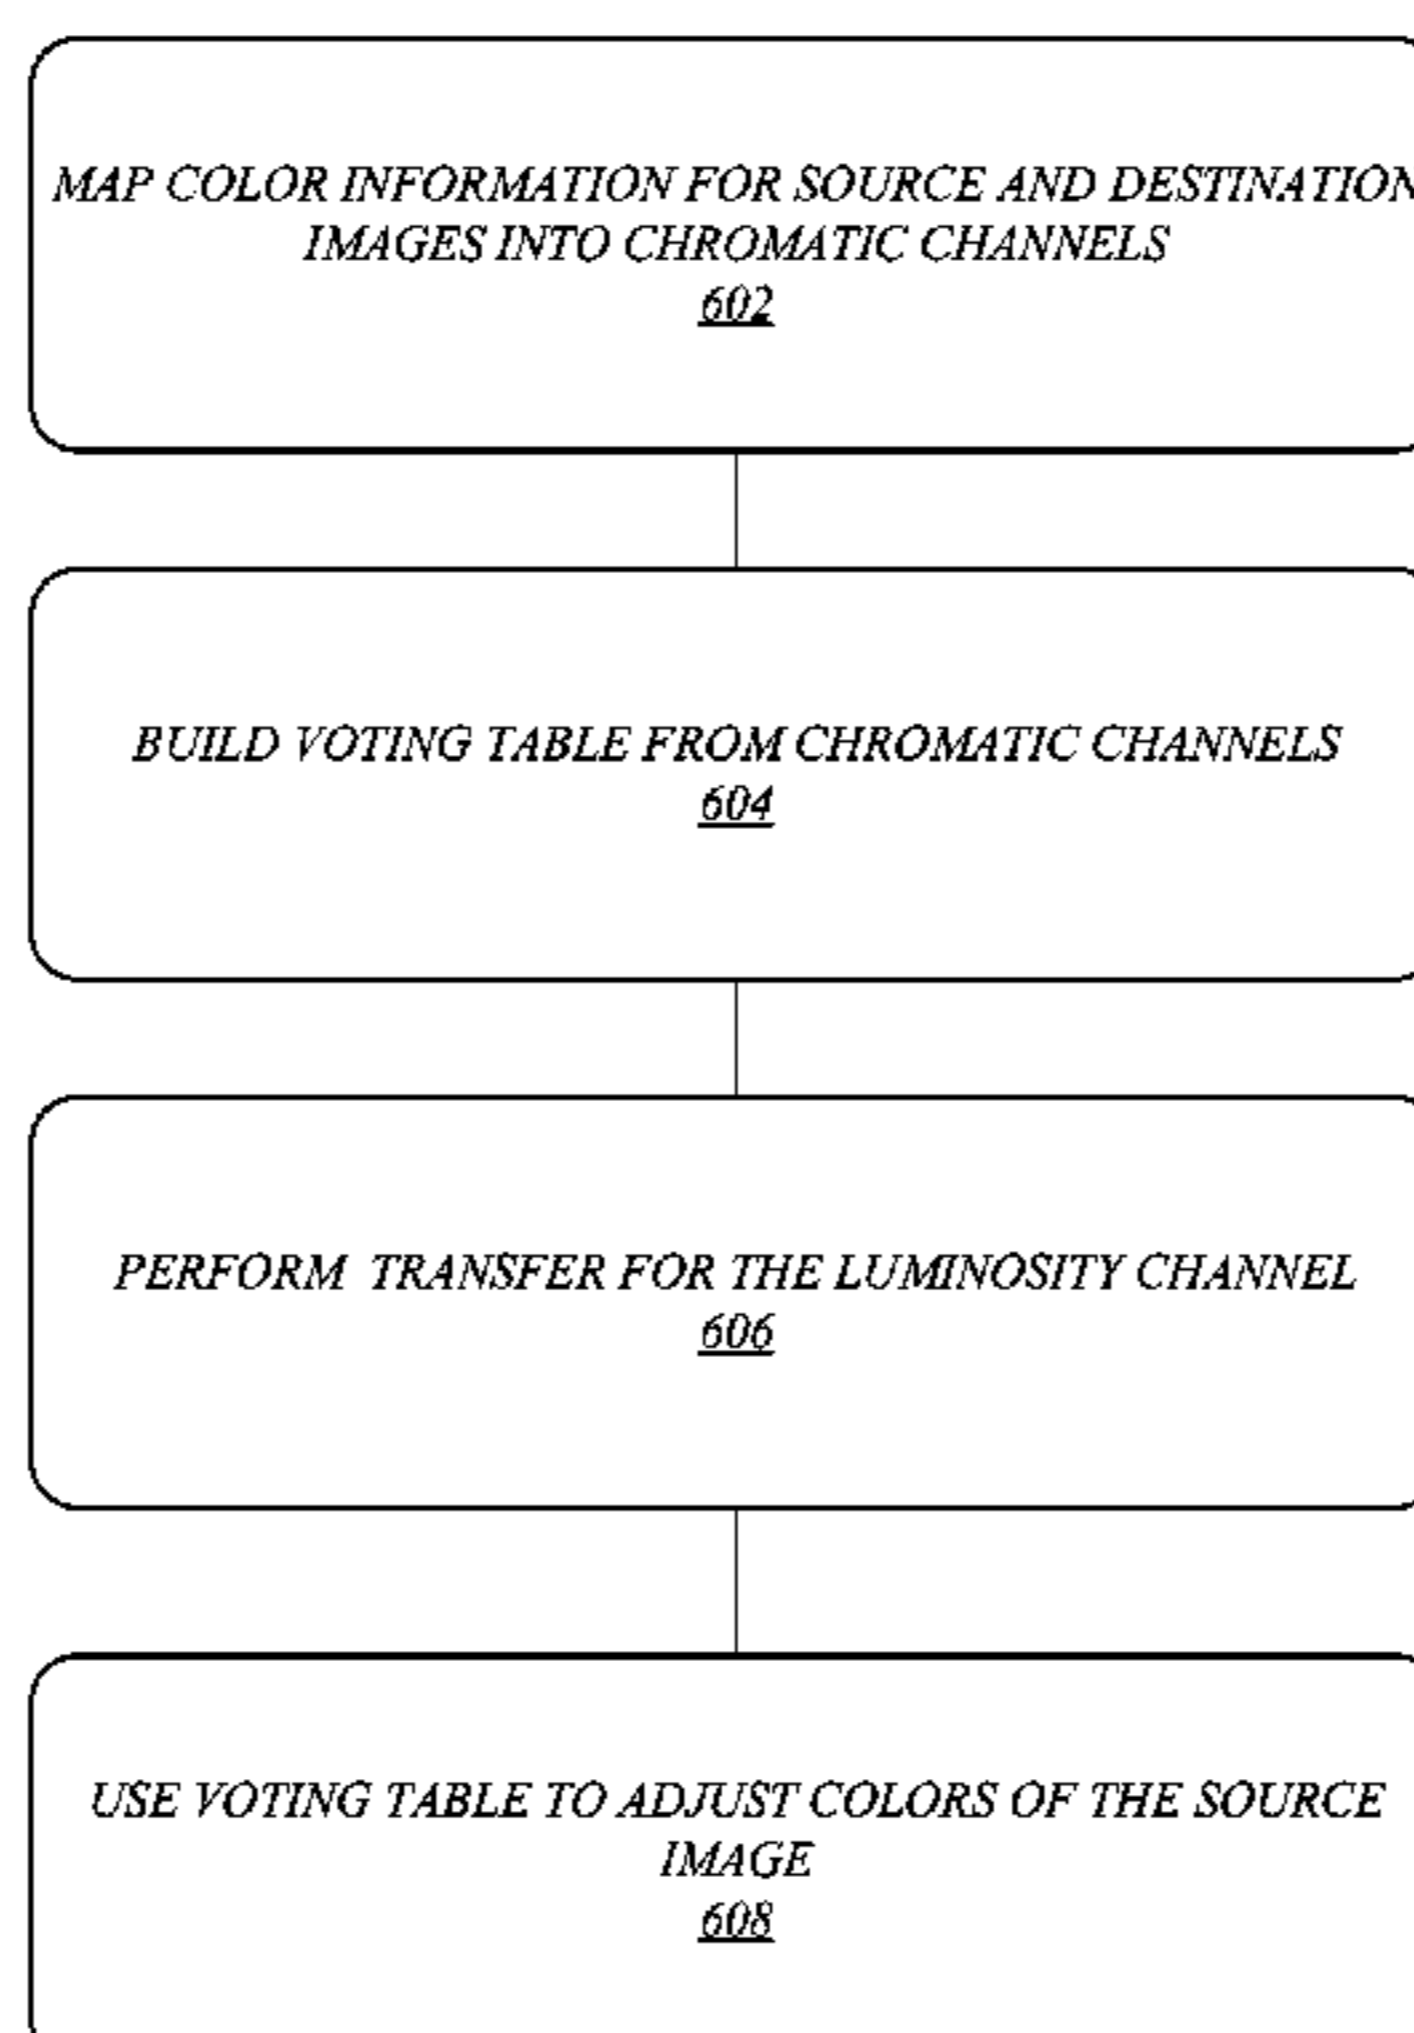 MAP COLOR INFORMATION FOR SOURCE AND DESTINATION
IMAGES INTO CHROMATIC CHANNELS
602
BUILD VOTING TABLE FROM CHROMATIC CHANNELS
604
PERFORM TRANSFER FOR THE LUMINOSITY CHANNEL
606
USE VOTING TABLE TO ADJUST COLORS OF THE SOURCE
IMAGE
608